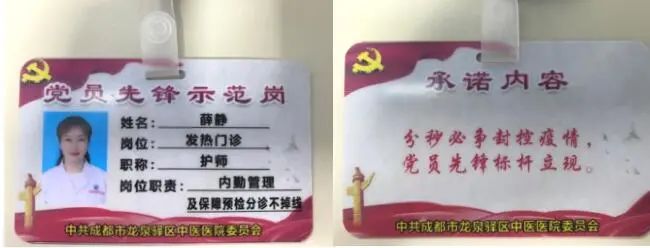 党员先锋示范岗
姓名：薛静
岗位：发热门诊
职称：护师
岗位职责：内勤管理
及保障预检分诊不掉线
中共成都市龙泉驿区中医医院委员会
承诺内容
分秒必争封控疫情，
党员先锋标杆立现。
中共成都市龙泉驿区中医医院委员会